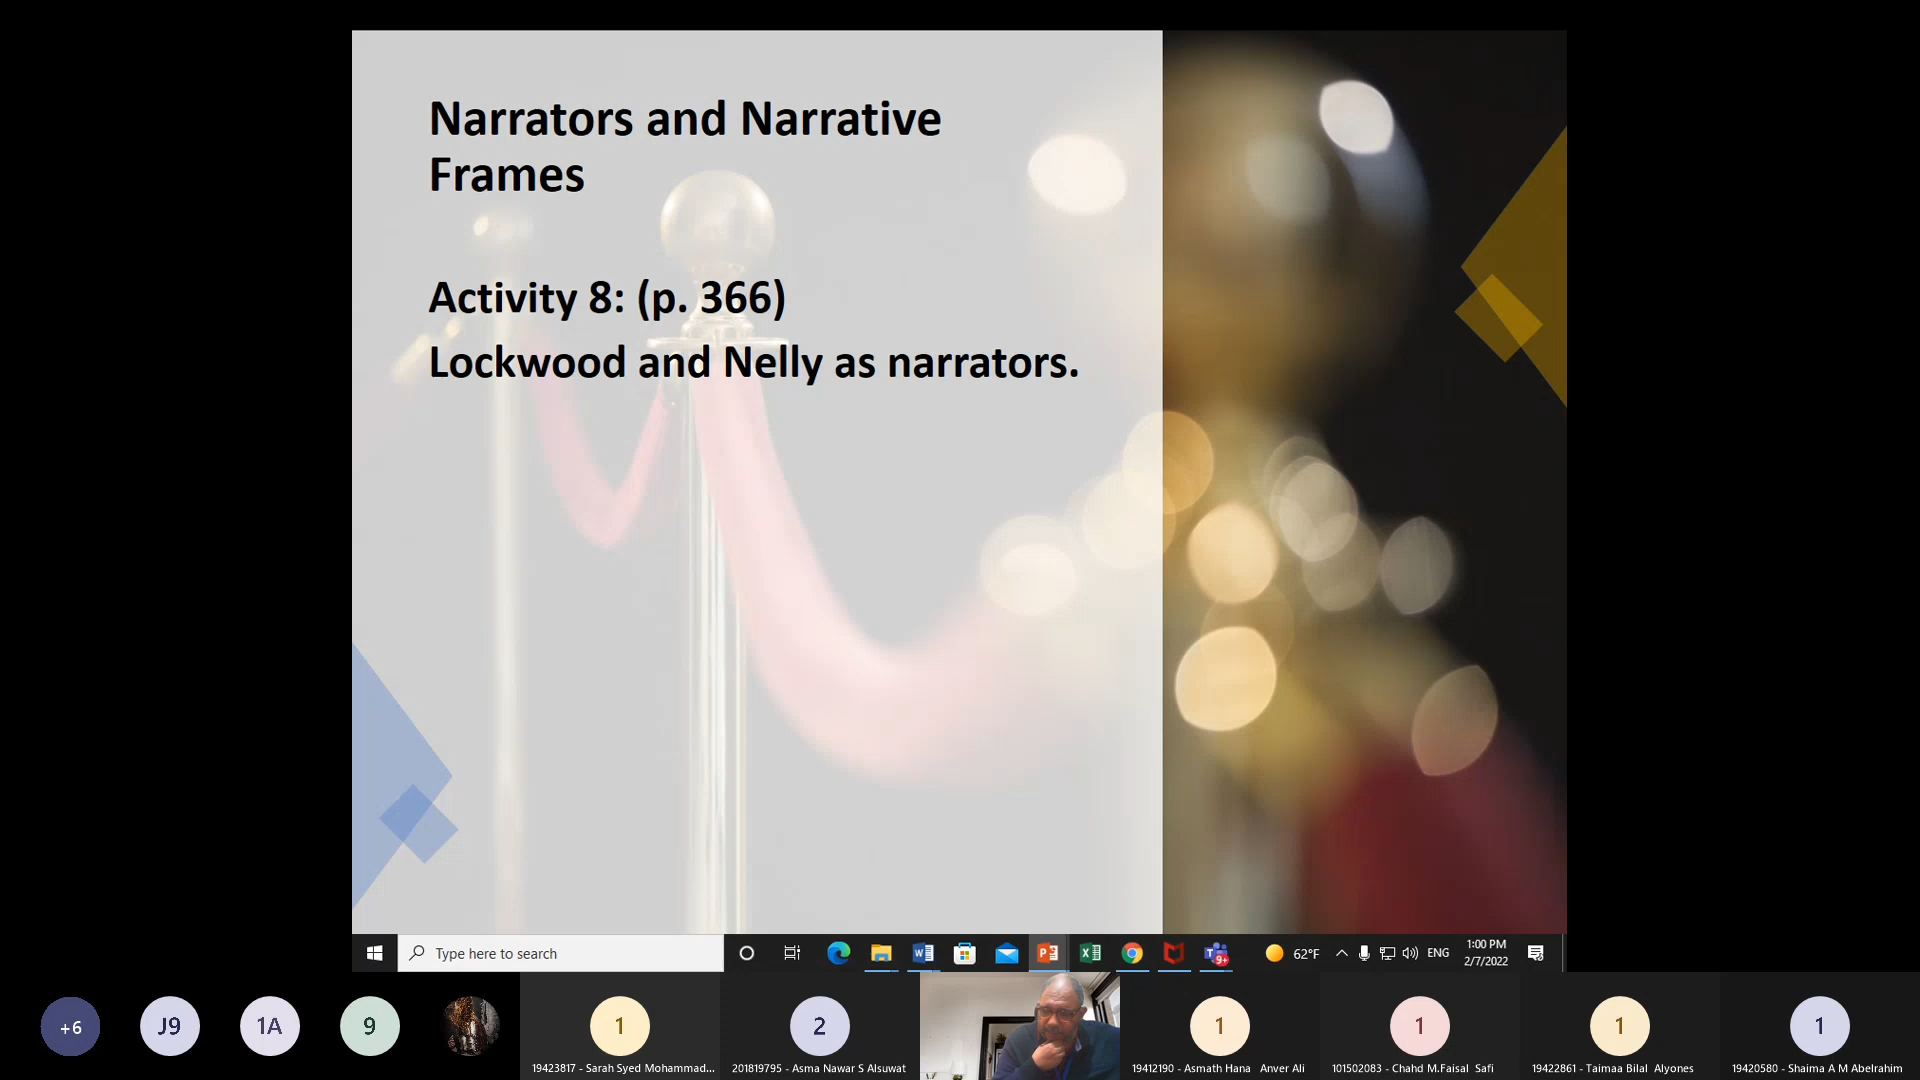 Narrators and Narrative
Frames
Activity 8: (p. 366)
Lockwood and Nelly as narrators.
Type here to search
9+
62°F
ENG
1:00 PM
2/7/2022
+6
J9
1A
9
1
2
1
1
1
1
19423817 - Sarah Syed Mohammad...
201819795 - Asma Nawar S Alsuwat
19412190 - Asmath Hana Anver Ali
101502083 - Chahd M.Faisal Safi
19422861 - Taimaa Bilal Alyones
19420580 - Shaima A M Abelrahim